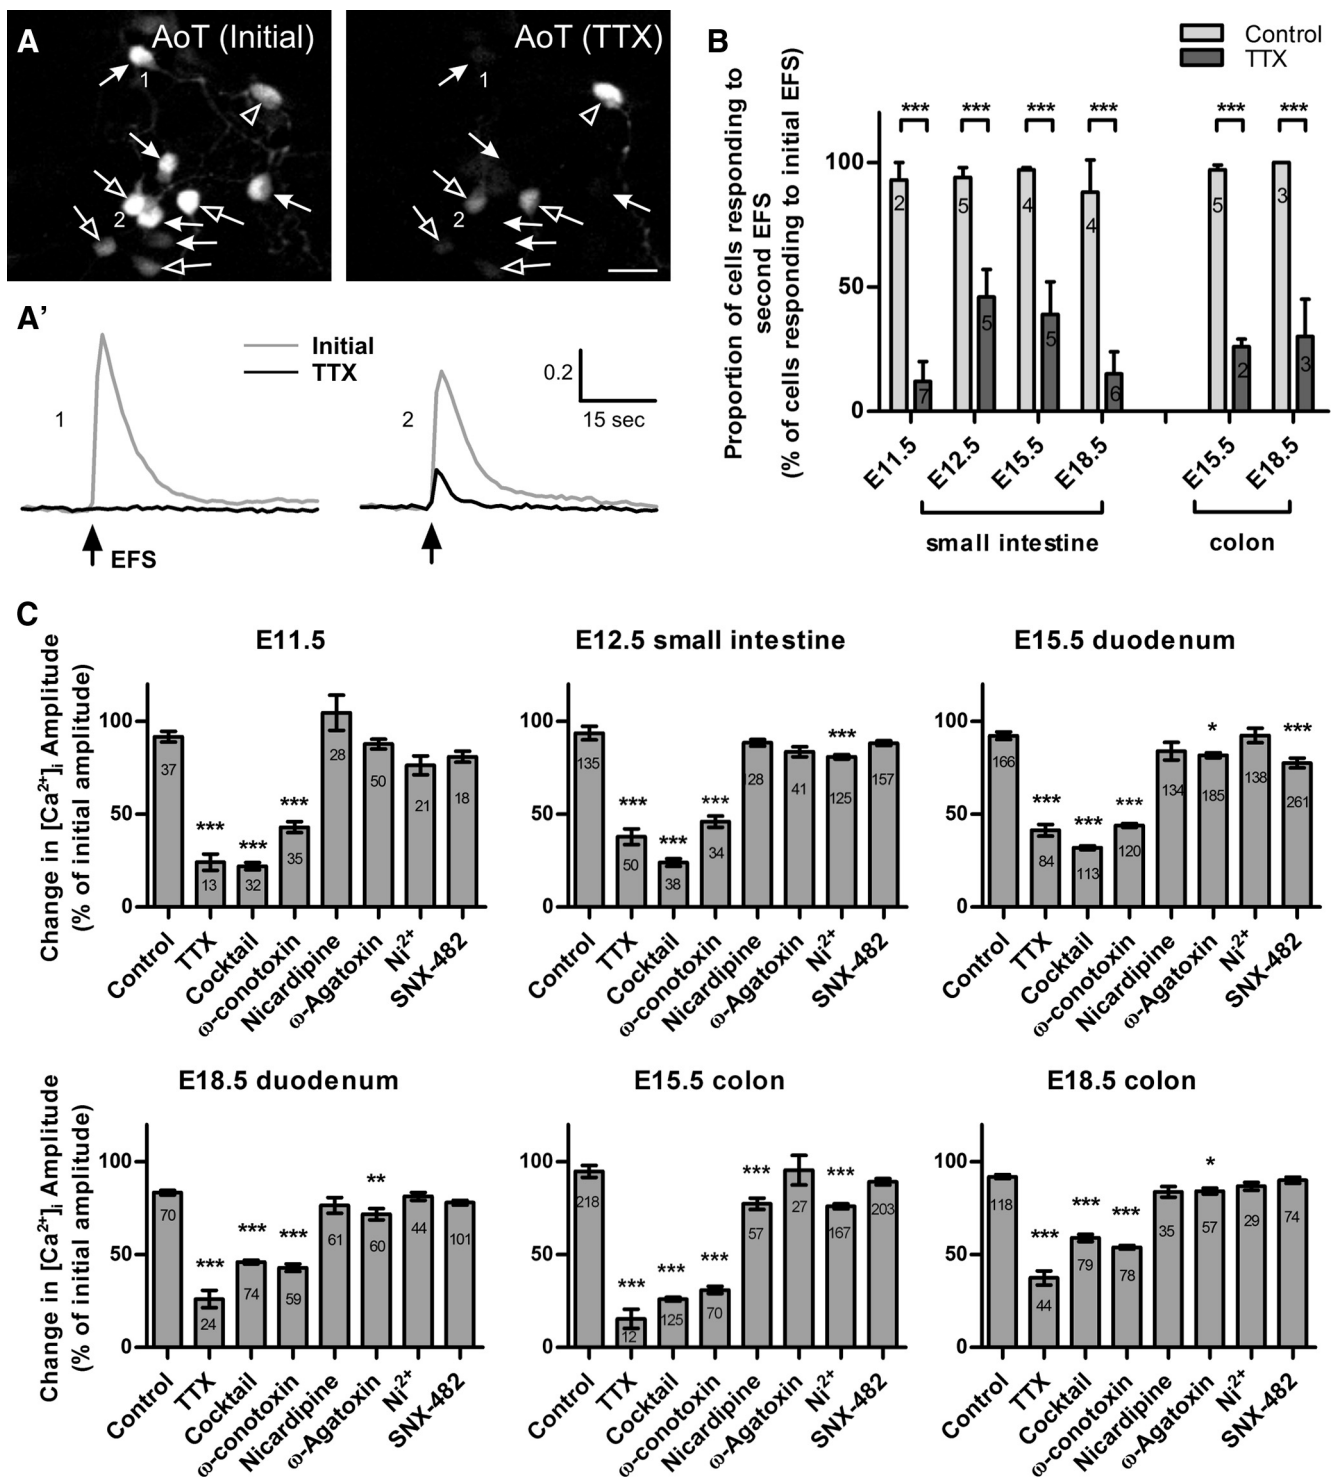 A
AoT (Initial)
1
2
AoT (TTX)
1
2
B
Control
TTX
Proportion of cells responding to
second EFS
(% of cells responding to initial EFS)
*** *** *** *** *** ***
100
50
0
2 7 5 5 4 5 4 6 5 2 3 3
E11.5 E12.5 E15.5 E18.5 E15.5 E18.5
small intestine colon
A'
Initial
TTX
0.2
15 sec
1
2
EFS
C
Change in [Ca²⁺]ᵢ Amplitude
(% of initial amplitude)
E11.5
100
50
0
*** *** ***
37 13 32 35 28 50 21 18
Control TTX Cocktail ω-conotoxin Nicardipine ω-Agatoxin Ni²⁺ SNX-482
E12.5 small intestine
100
50
0
*** *** *** ***
135 50 38 34 128 41 125 157
Control TTX Cocktail ω-conotoxin Nicardipine ω-Agatoxin Ni²⁺ SNX-482
E15.5 duodenum
100
50
0
*** *** *** * ***
166 84 113 120 134 185 138 261
Control TTX Cocktail ω-conotoxin Nicardipine ω-Agatoxin Ni²⁺ SNX-482
Change in [Ca²⁺]ᵢ Amplitude
(% of initial amplitude)
E18.5 duodenum
100
50
0
*** *** *** **
70 24 74 59 61 60 44 101
Control TTX Cocktail ω-conotoxin Nicardipine ω-Agatoxin Ni²⁺ SNX-482
E15.5 colon
100
50
0
*** *** *** *** ***
218 12 125 70 57 27 167 203
Control TTX Cocktail ω-conotoxin Nicardipine ω-Agatoxin Ni²⁺ SNX-482
E18.5 colon
100
50
0
*** *** *** *
118 44 79 78 35 57 29 74
Control TTX Cocktail ω-conotoxin Nicardipine ω-Agatoxin Ni²⁺ SNX-482